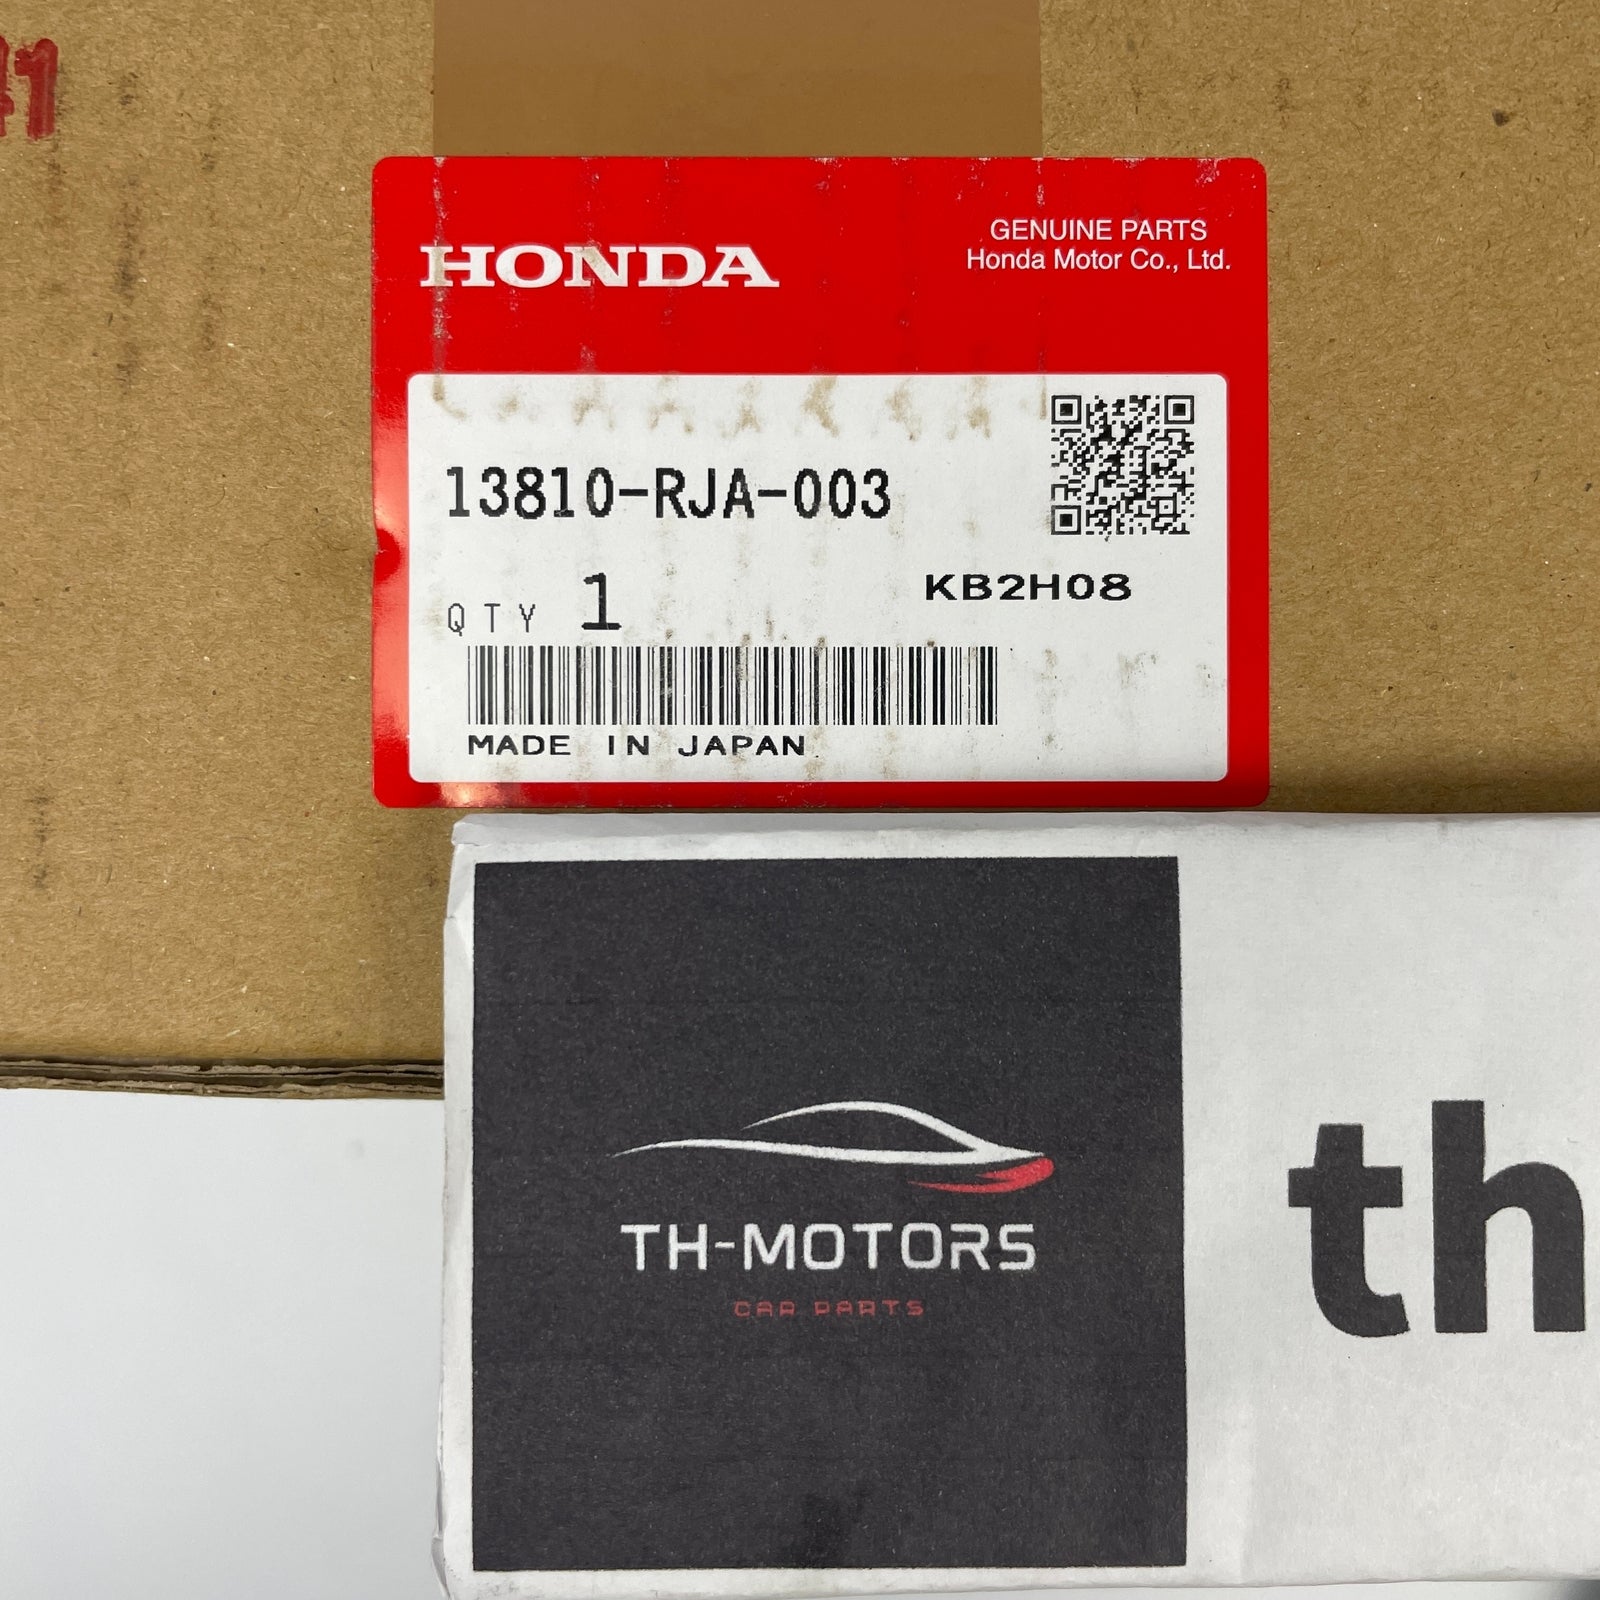 41
HONDA
GENUINE PARTS
Honda Motor Co., Ltd.
13810-RJA-003
QTY 1
KB2H08
MADE IN JAPAN
TH-MOTORS
CAR PARTS
th